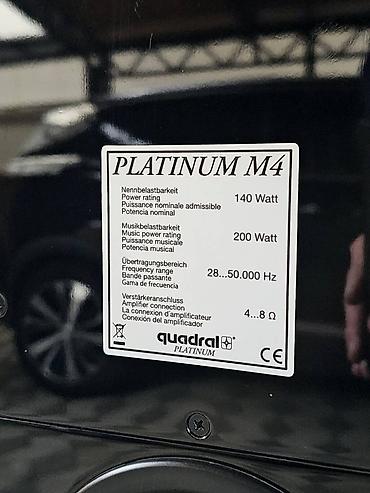 PLATINUM M4
Nennbelastbarkeit
Power rating 140 Watt
Puissance nominale admissible
Potencia nominal
Musikbelastbarkeit
Music power rating 200 Watt
Puissance musicale
Potencia musical
Übertragungsbereich
Frequency range 28...50.000 Hz
Bande passante
Gama de frecuencia
Verstärkeranschluss
Amplifier connection 4...8 Ω
La connexion d'amplificateur
Conexión del amplificador
quadral
PLATINUM
CE